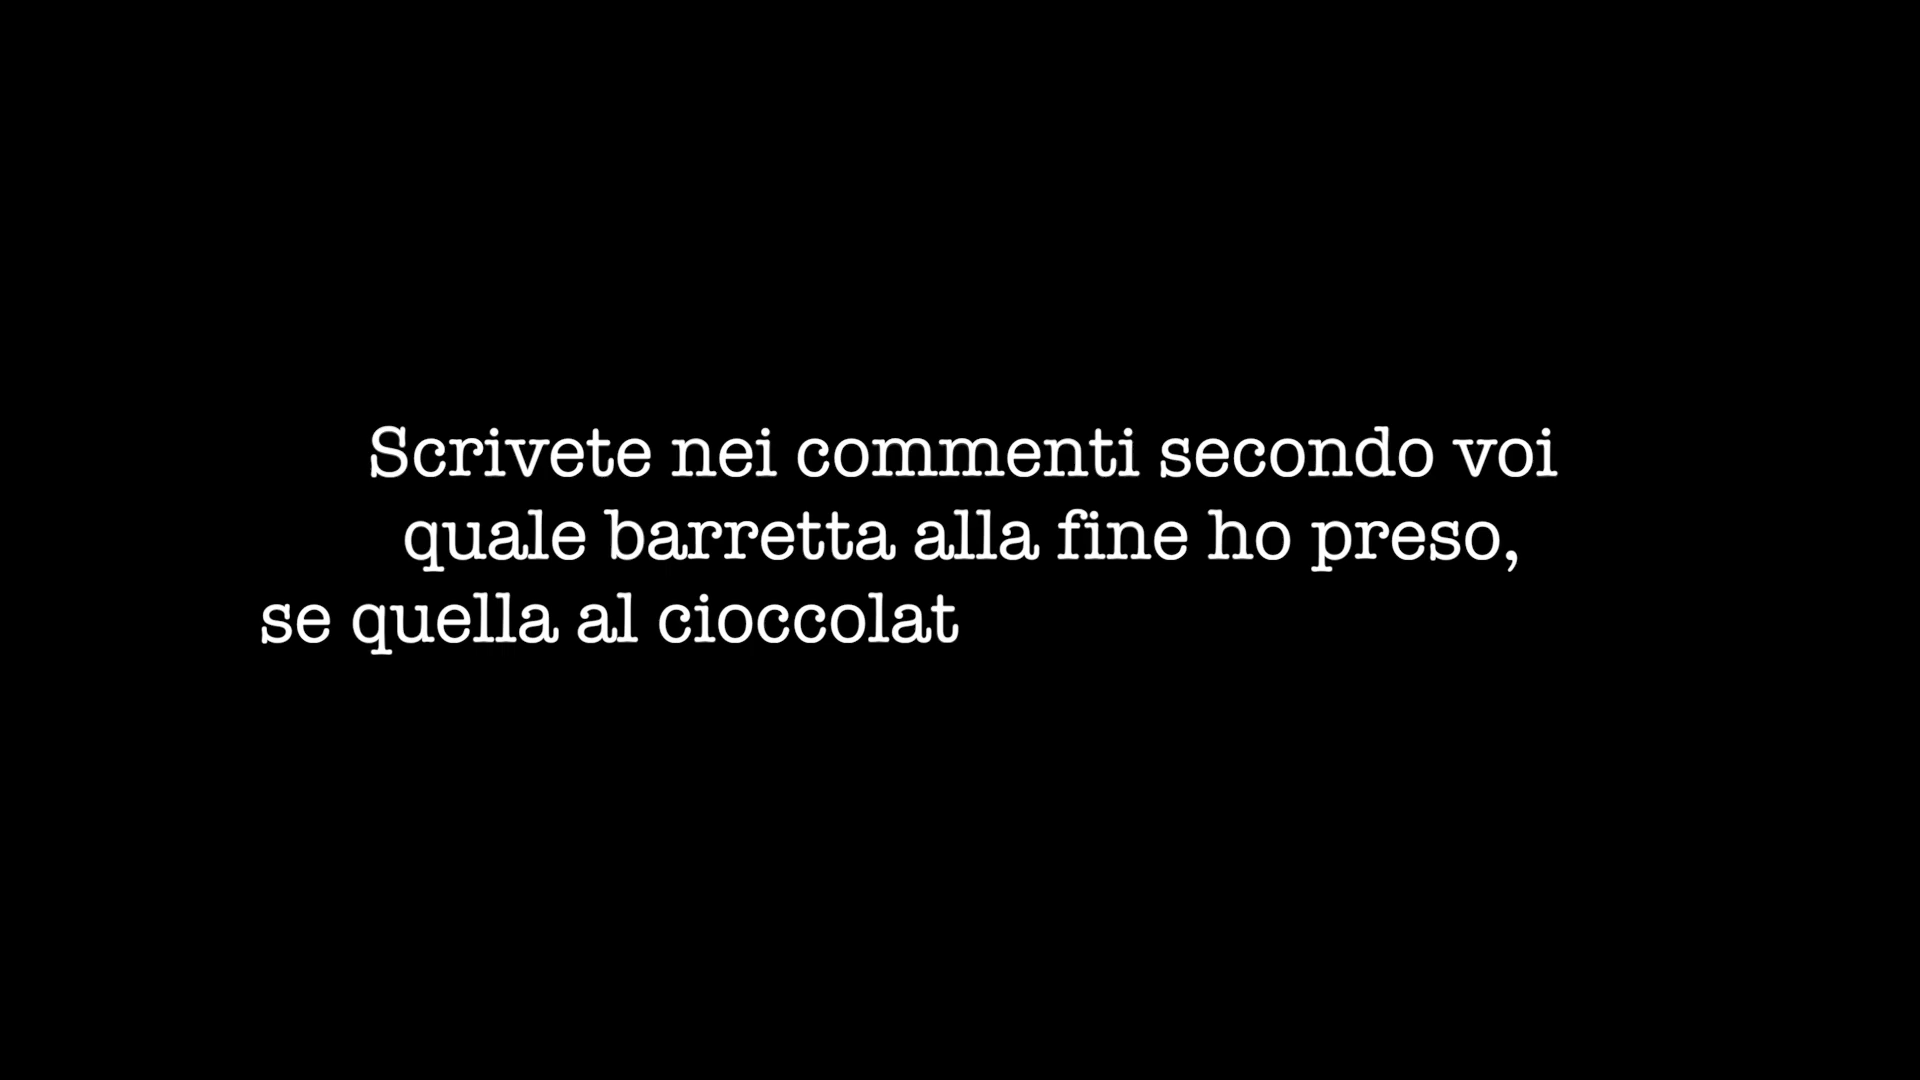 Scrivete nei commenti secondo voi
quale barretta alla fine ho preso,
se quella al cioccolat